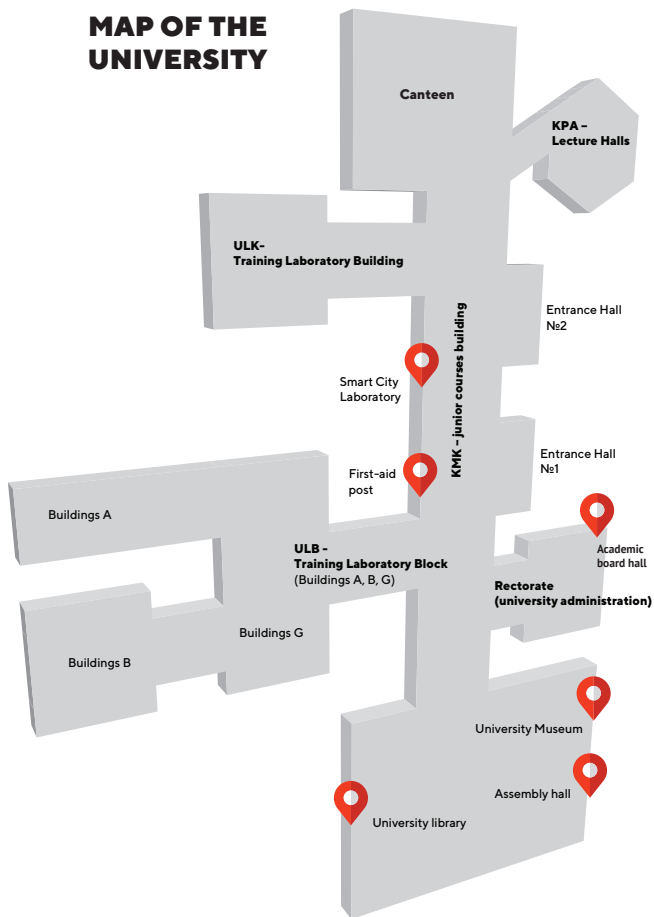 MAP OF THE
UNIVERSITY
Canteen
KPA –
Lecture Halls
ULK–
Training Laboratory Building
Entrance Hall
№2
KMK – junior courses building
Smart City
Laboratory
Entrance Hall
№1
First-aid
post
Buildings A
Academic
board hall
ULB –
Training Laboratory Block
(Buildings A, B, G)
Rectorate
(university administration)
Buildings G
Buildings B
University Museum
Assembly hall
University library